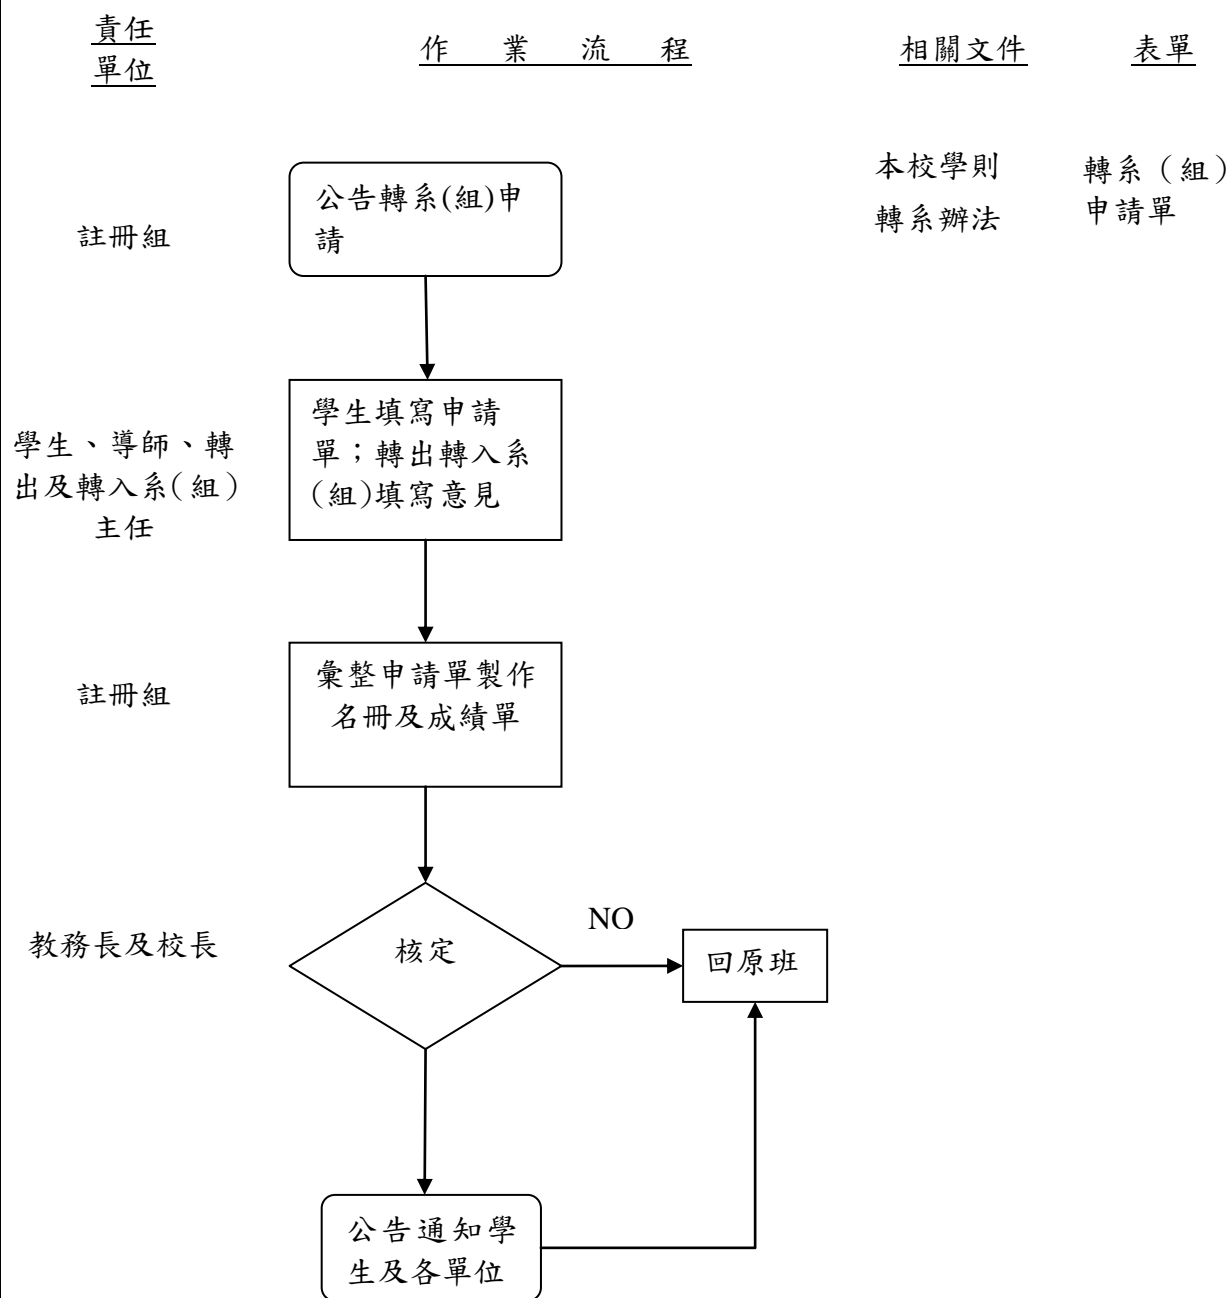 責任
單位
作業流程
相關文件
表單
本校學則
轉系辦法
轉系（組）
申請單
註冊組
公告轉系(組)申
請
學生、導師、轉
出及轉入系(組)
主任
學生填寫申請
單；轉出轉入系
(組)填寫意見
註冊組
彙整申請單製作
名冊及成績單
教務長及校長
核定
NO
回原班
公告通知學
生及各單位